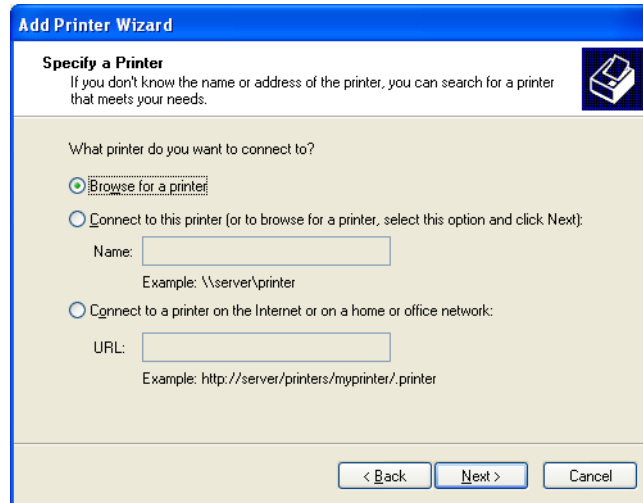 Add Printer Wizard
Specify a Printer
If you don't know the name or address of the printer, you can search for a printer
that meets your needs.
What printer do you want to connect to?
Browse for a printer
Connect to this printer (or to browse for a printer, select this option and click Next):
Name:
Example: \\server\printer
Connect to a printer on the Internet or on a home or office network:
URL:
Example: http://server/printers/myprinter/.printer
< Back Next > Cancel